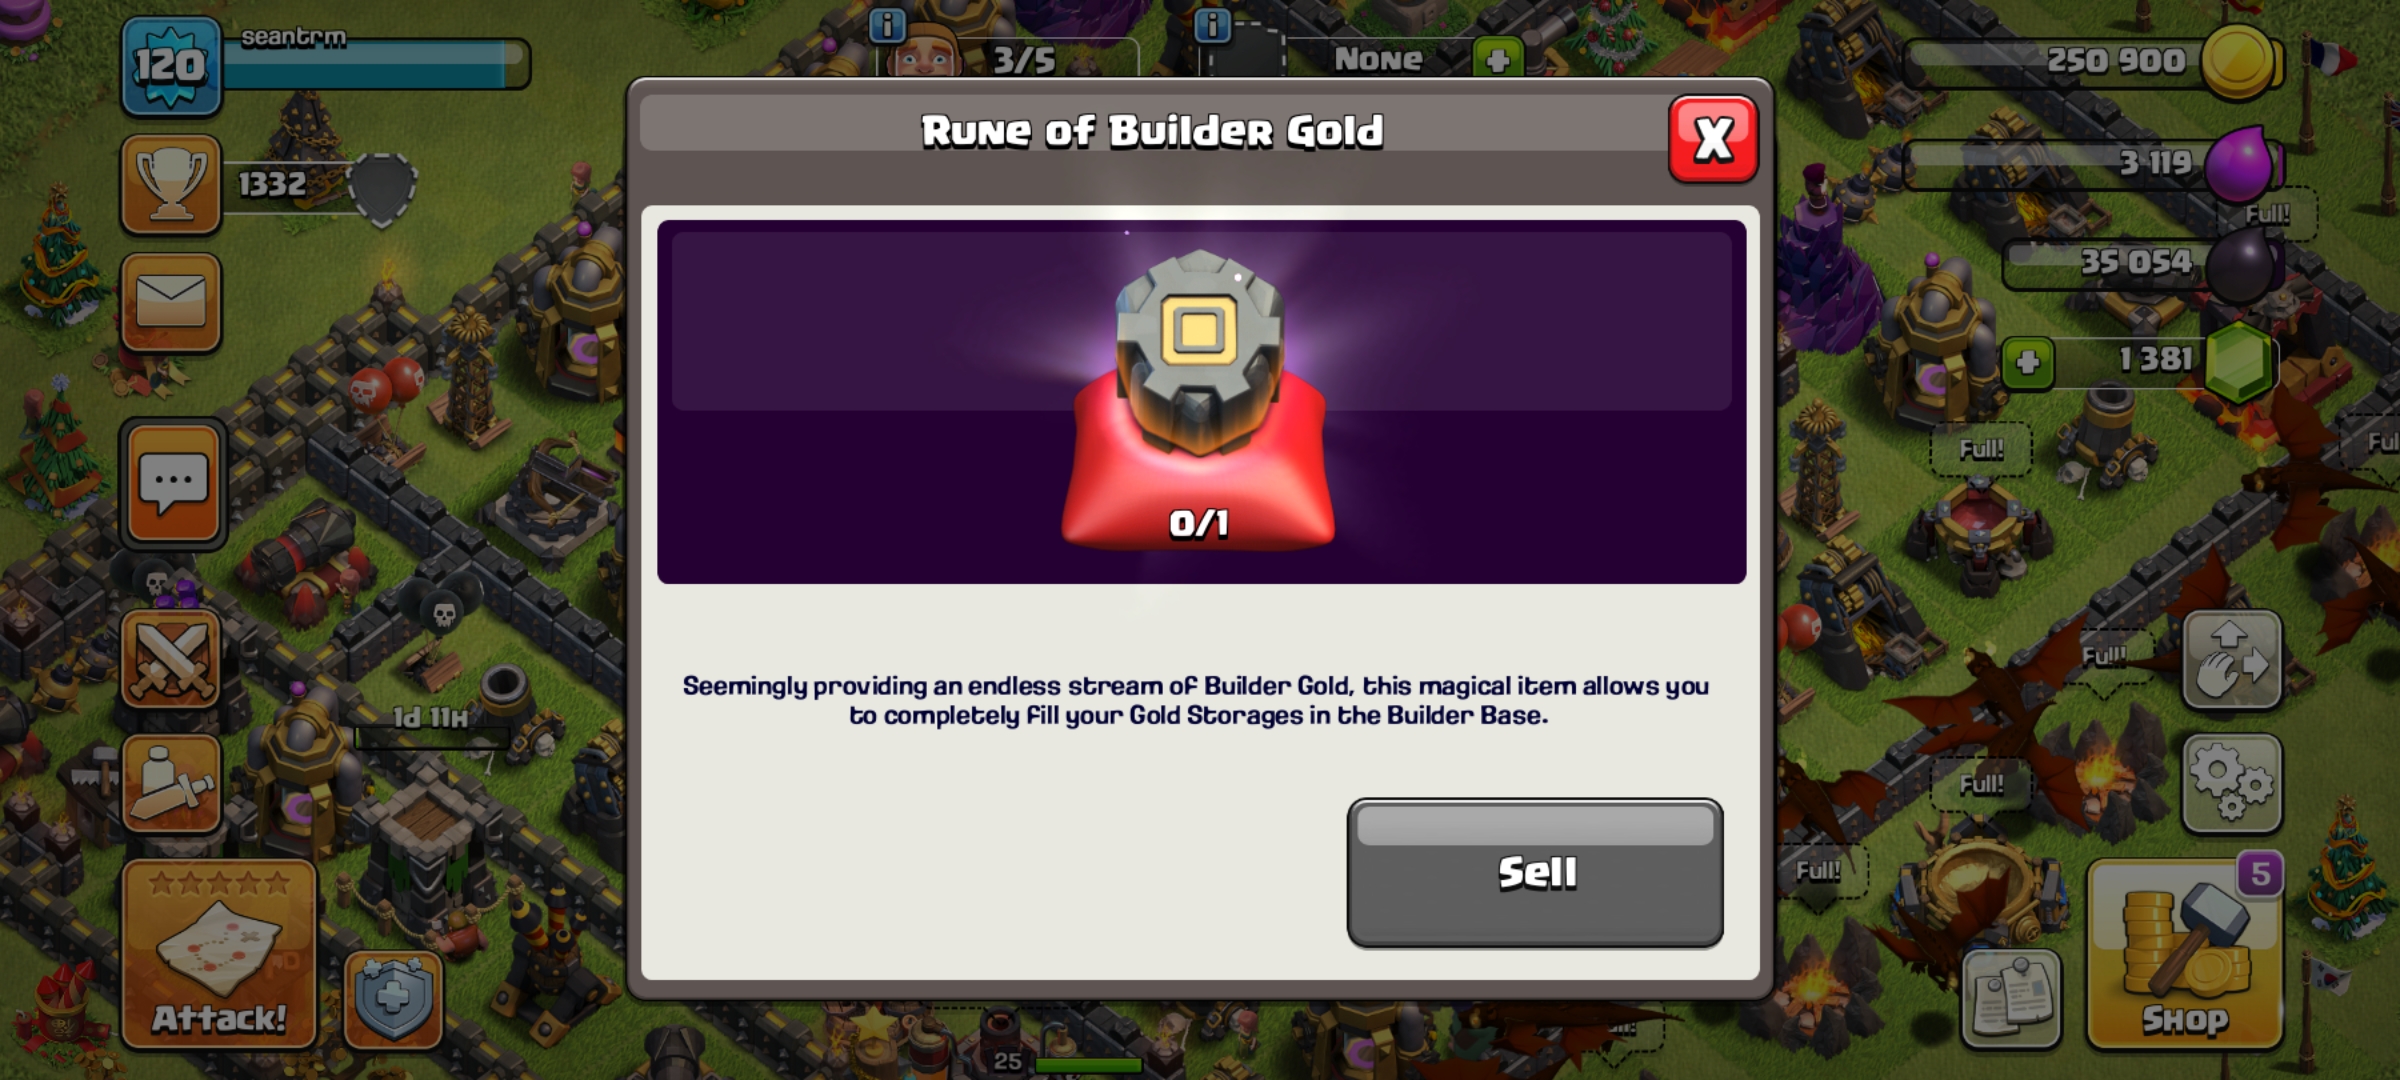 120
seantrm
3/5
None
250 900
1332
3 119
Full!
35 054
1 381
Full!
Rune of Builder Gold
X
0/1
Seemingly providing an endless stream of Builder Gold, this magical item allows you
to completely fill your Gold Storages in the Builder Base.
Sell
1d 11H
Full!
Full!
Full!
5
Attack!
Shop
25